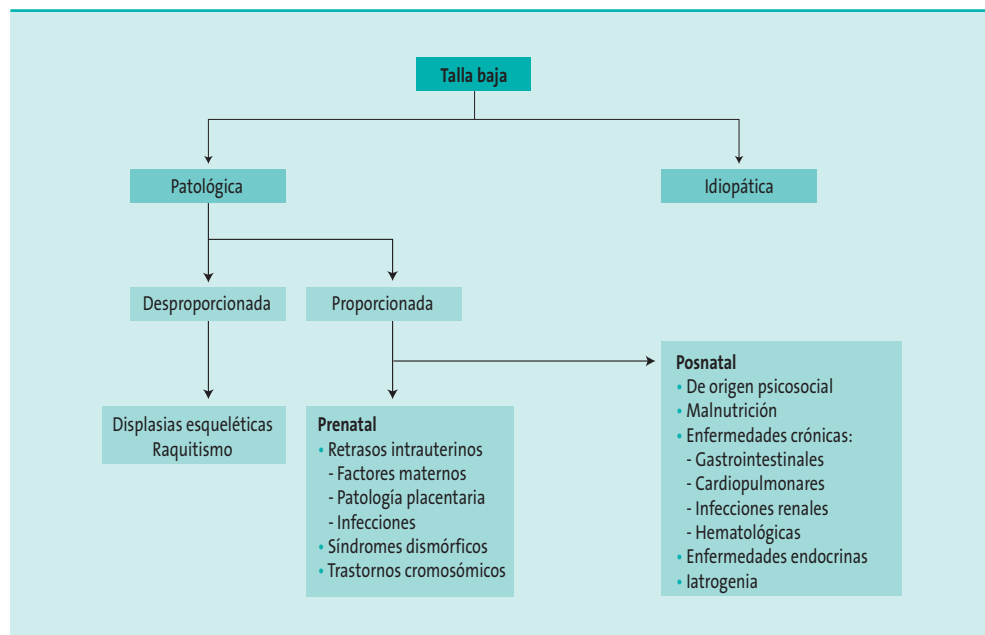 Talla baja
Patológica
Idiopática
Desproporcionada
Proporcionada
Displasias esqueléticas
Raquitismo
Prenatal
• Retrasos intrauterinos
- Factores maternos
- Patología placentaria
- Infecciones
• Síndromes dismórficos
• Trastornos cromosómicos
Posnatal
• De origen psicosocial
• Malnutrición
• Enfermedades crónicas:
- Gastrointestinales
- Cardiopulmonares
- Infecciones renales
- Hematológicas
• Enfermedades endocrinas
• Iatrogenia